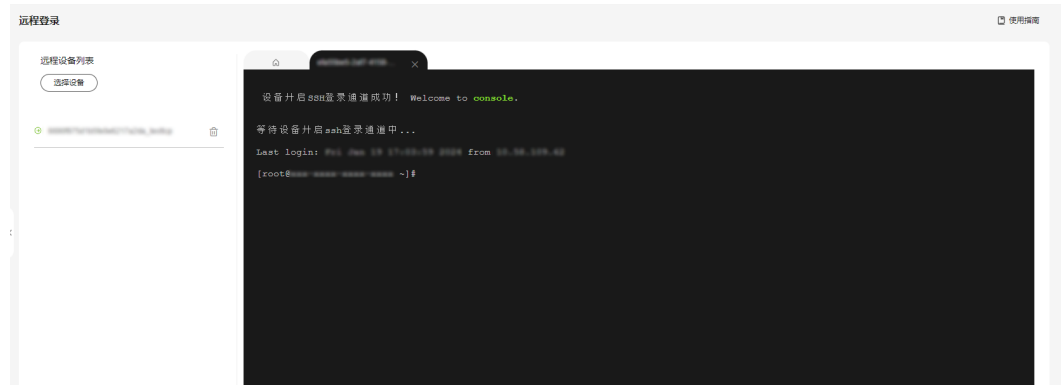 远程登录
使用指南
远程设备列表
选择设备
设备开启SSH登录通道成功! Welcome to console.
等待设备开启ssh登录通道中...
Last login: from
[root@ ~]#